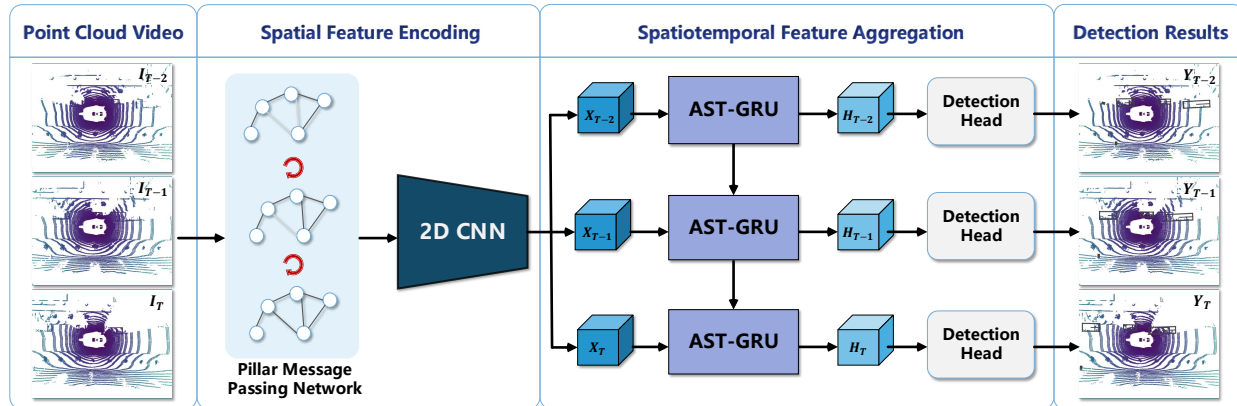 Point Cloud Video
Spatial Feature Encoding
Spatiotemporal Feature Aggregation
Detection Results
I_{T-2}
I_{T-1}
I_T
Pillar Message
Passing Network
2D CNN
X_{T-2}
AST-GRU
H_{T-2}
Detection
Head
Y_{T-2}
X_{T-1}
AST-GRU
H_{T-1}
Detection
Head
Y_{T-1}
X_T
AST-GRU
H_T
Detection
Head
Y_T